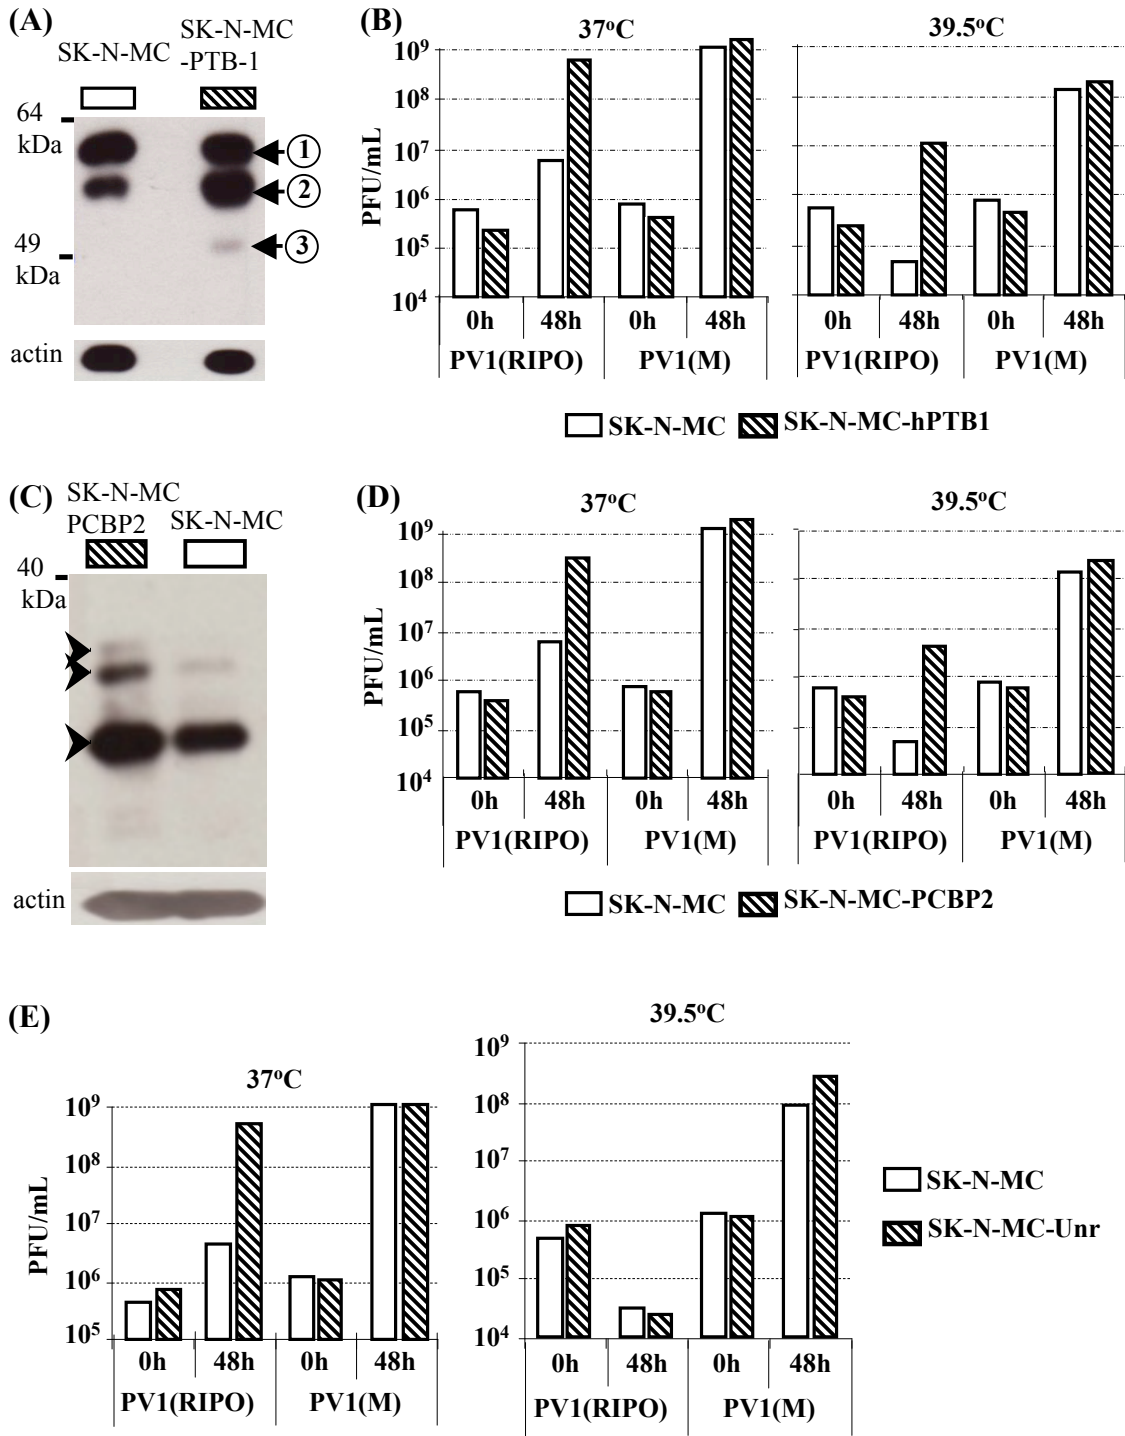 (A)
SK-N-MC
SK-N-MC
-PTB-1
64
kDa
1
2
3
49
kDa
actin
(B)
37°C
39.5°C
PFU/mL
10⁹
10⁸
10⁷
10⁶
10⁵
10⁴
0h 48h 0h 48h
PV1(RIPO) PV1(M)
0h 48h 0h 48h
PV1(RIPO) PV1(M)
SK-N-MC SK-N-MC-hPTB1
(C)
SK-N-MC
PCBP2
SK-N-MC
40
kDa
actin
(D)
37°C
39.5°C
PFU/mL
10⁹
10⁸
10⁷
10⁶
10⁵
10⁴
0h 48h 0h 48h
PV1(RIPO) PV1(M)
0h 48h 0h 48h
PV1(RIPO) PV1(M)
SK-N-MC SK-N-MC-PCBP2
(E)
37°C
PFU/mL
10⁹
10⁸
10⁷
10⁶
10⁵
0h 48h 0h 48h
PV1(RIPO) PV1(M)
39.5°C
10⁹
10⁸
10⁷
10⁶
10⁵
10⁴
0h 48h 0h 48h
PV1(RIPO) PV1(M)
SK-N-MC
SK-N-MC-Unr